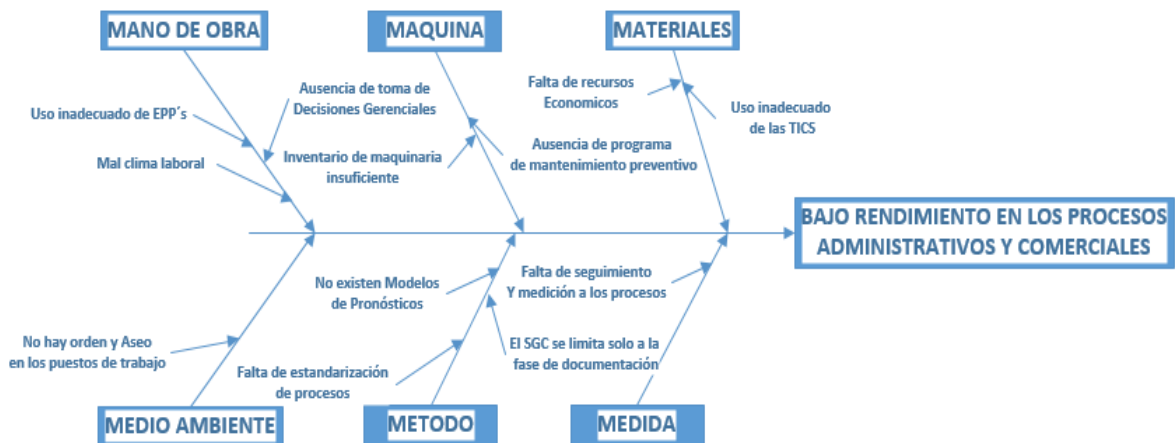 MANO DE OBRA
MAQUINA
MATERIALES
Uso inadecuado de EPP´s
Mal clima laboral
Ausencia de toma de
Decisiones Gerenciales
Inventario de maquinaria
insuficiente
Ausencia de programa
de mantenimiento preventivo
Falta de recursos
Economicos
Uso inadecuado
de las TICS
BAJO RENDIMIENTO EN LOS PROCESOS
ADMINISTRATIVOS Y COMERCIALES
No hay orden y Aseo
en los puestos de trabajo
No existen Modelos
de Pronósticos
Falta de estandarización
de procesos
El SGC se limita solo a la
fase de documentación
Falta de seguimiento
Y medición a los procesos
MEDIO AMBIENTE
METODO
MEDIDA